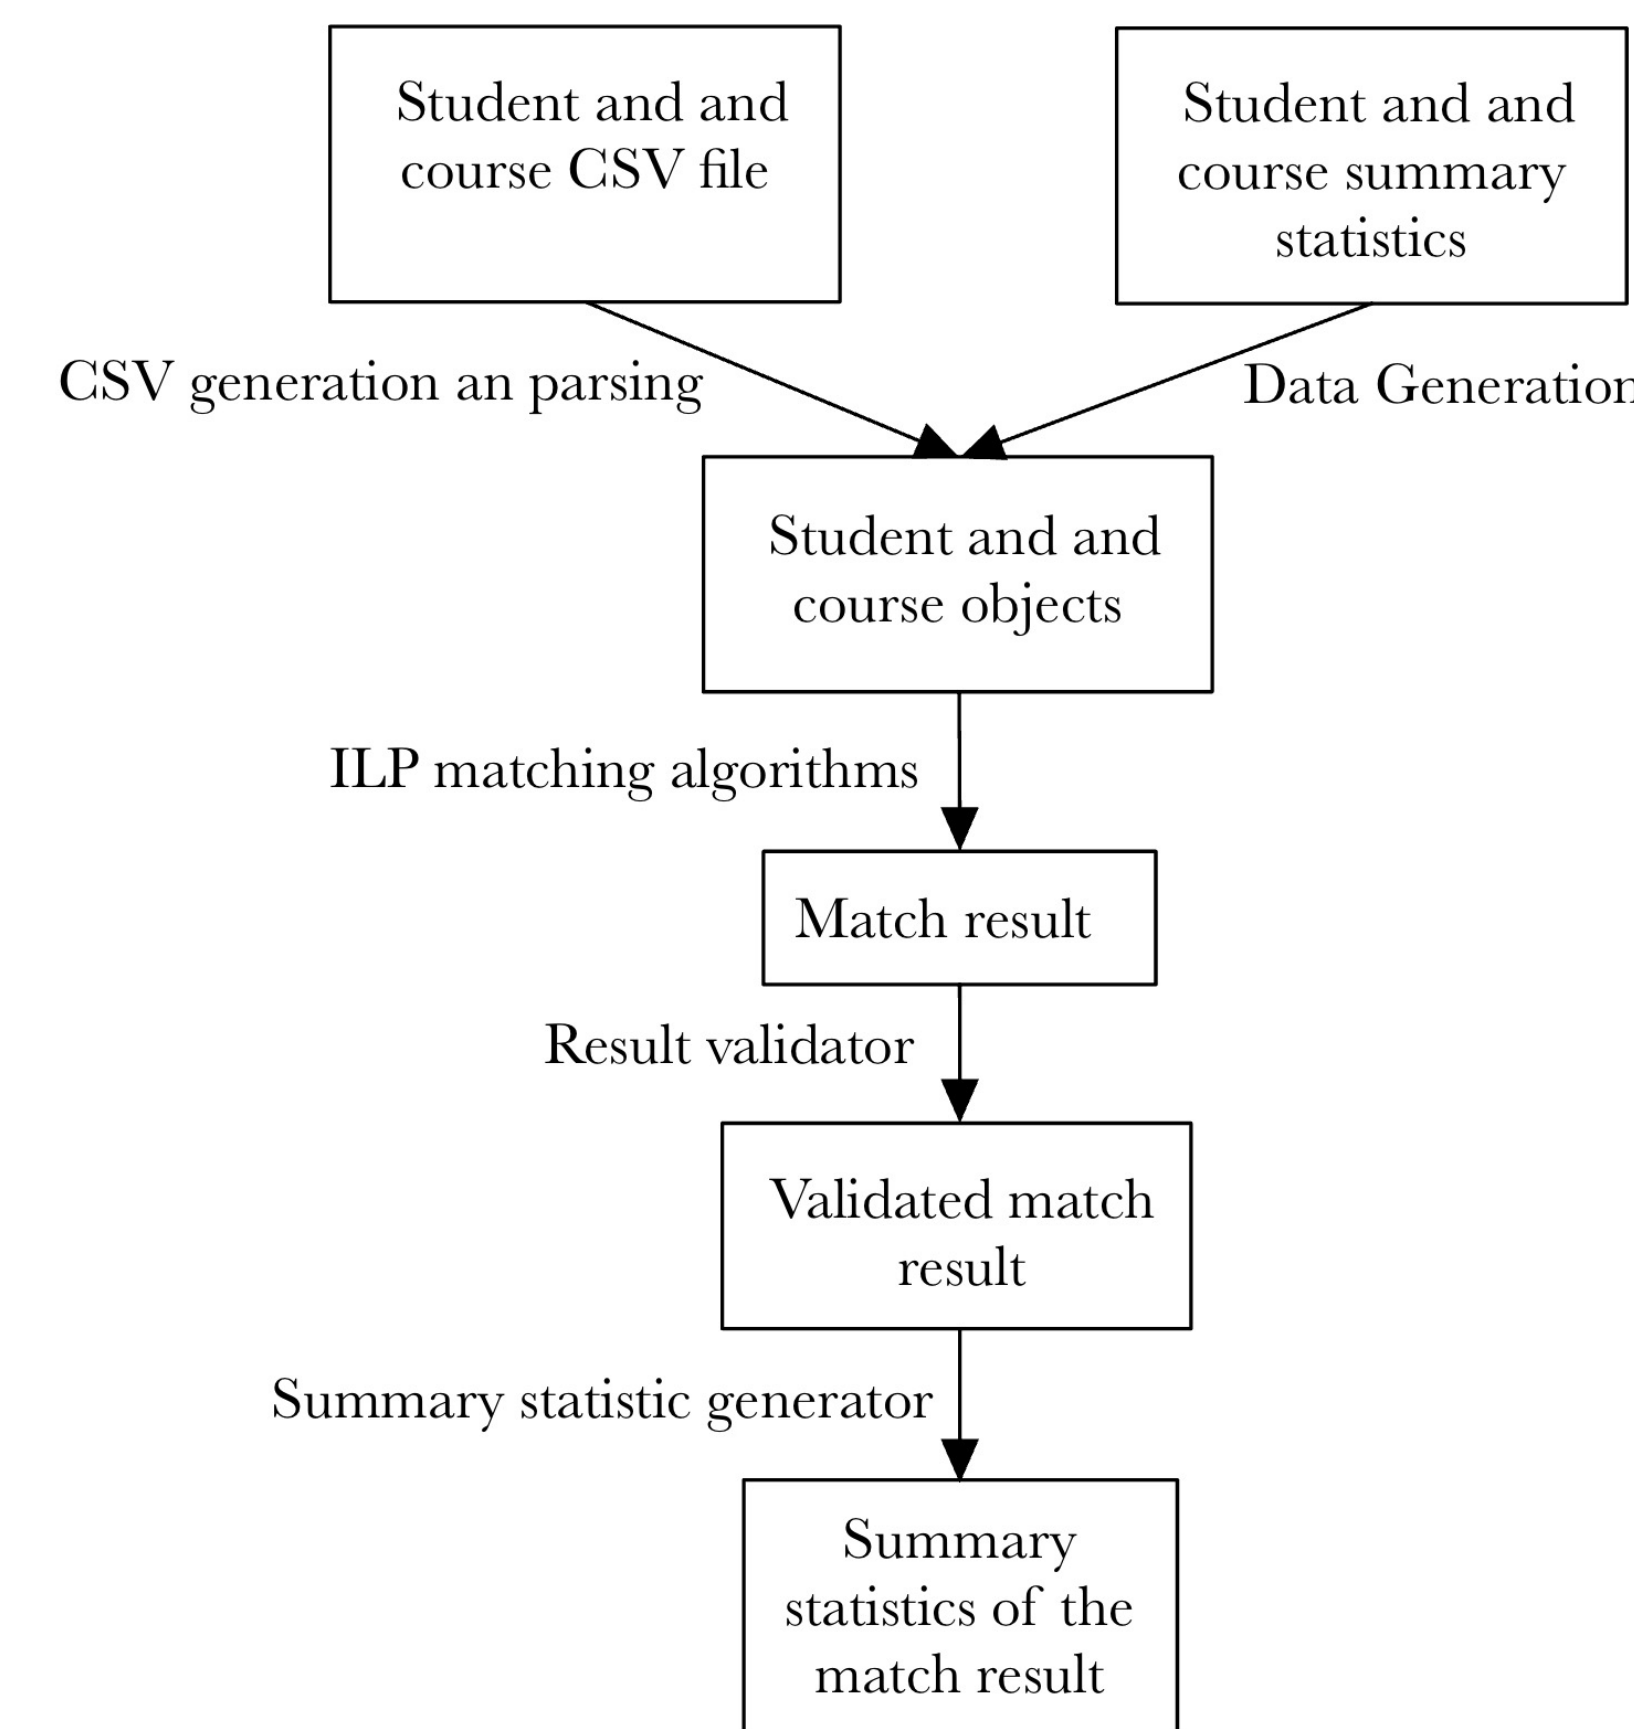 Student and and
course CSV file
Student and and
course summary
statistics
CSV generation an parsing
Data Generation
Student and and
course objects
ILP matching algorithms
Match result
Result validator
Validated match
result
Summary statistic generator
Summary
statistics of the
match result